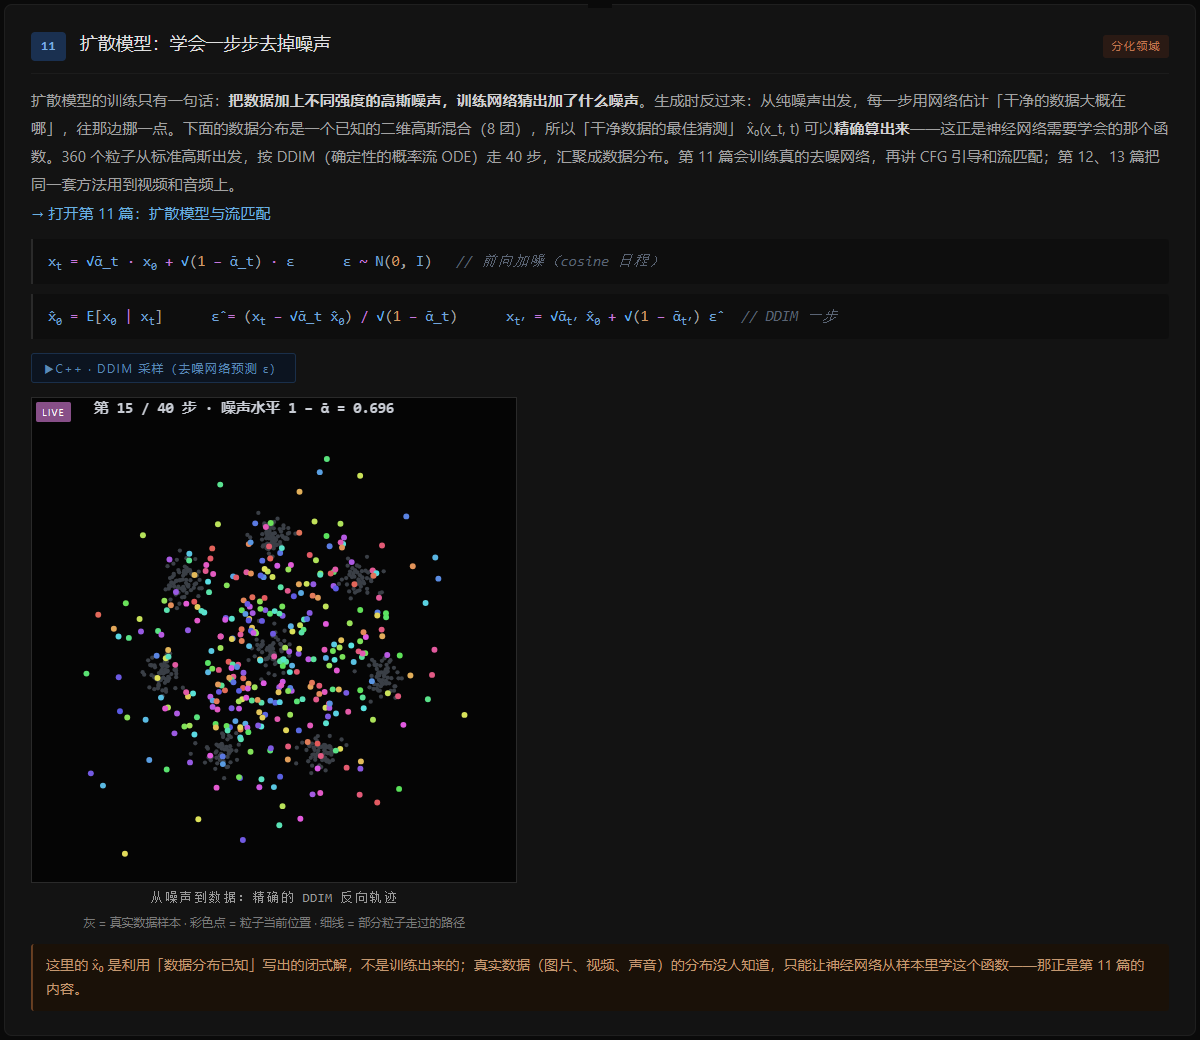 11 扩散模型：学会一步步去掉噪声 分化领域
扩散模型的训练只有一句话：把数据加上不同强度的高斯噪声，训练网络猜出加了什么噪声。生成时反过来：从纯噪声出发，每一步用网络估计「干净的数据大概在
哪」，往那边挪一点。下面的数据分布是一个已知的二维高斯混合（8 团），所以「干净数据的最佳猜测」 x̂₀(x_t, t) 可以精确算出来——这正是神经网络需要学会的那个函
数。360 个粒子从标准高斯出发，按 DDIM（确定性的概率流 ODE）走 40 步，汇聚成数据分布。第 11 篇会训练真的去噪网络，再讲 CFG 引导和流匹配；第 12、13 篇把
同一套方法用到视频和音频上。
→ 打开第 11 篇：扩散模型与流匹配
xₜ = √ᾱ_t · x₀ + √(1 − ᾱ_t) · ε ε ~ N(0, I) // 前向加噪（cosine 日程）
x̂₀ = E[x₀ | xₜ] ε̂ = (xₜ − √ᾱ_t x̂₀) / √(1 − ᾱ_t) xₜ′ = √ᾱₜ′ x̂₀ + √(1 − ᾱₜ′) ε̂ // DDIM 一步
▶C++ · DDIM 采样（去噪网络预测 ε）
LIVE 第 15 / 40 步 · 噪声水平 1 − ᾱ = 0.696
从噪声到数据：精确的 DDIM 反向轨迹
灰 = 真实数据样本 · 彩色点 = 粒子当前位置 · 细线 = 部分粒子走过的路径
这里的 x̂₀ 是利用「数据分布已知」写出的闭式解，不是训练出来的；真实数据（图片、视频、声音）的分布没人知道，只能让神经网络从样本里学这个函数——那正是第 11 篇的
内容。